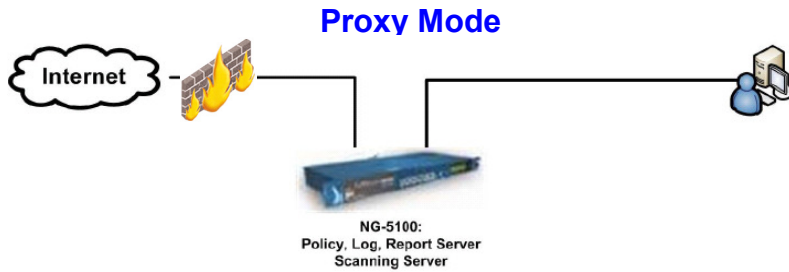 Proxy Mode
Internet
NG-5100:
Policy, Log, Report Server
Scanning Server